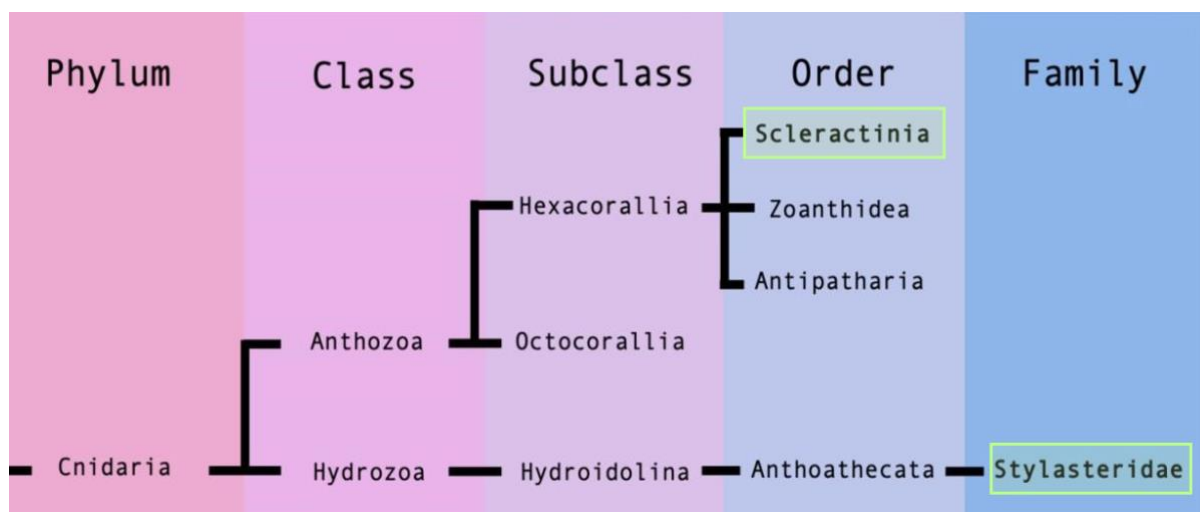 Phylum Class Subclass Order Family
Scleractinia
Hexacorallia Zoanthidea
Antipatharia
Anthozoa Octocorallia
Cnidaria Hydrozoa Hydroidolina Anthoathecata Stylasteridae